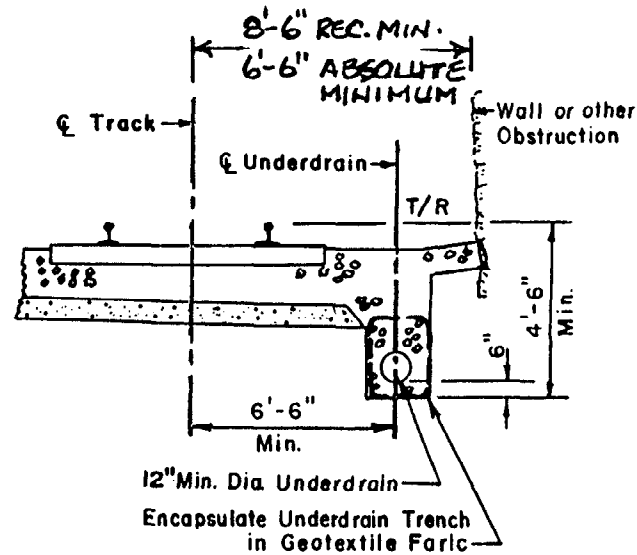 8'-6" REC. MIN.
6'-6" ABSOLUTE
MINIMUM
Wall or other
Obstruction
℄ Track
℄ Underdrain
T/R
4'-6"
Min.
6"
6'-6"
Min.
12" Min. Dia. Underdrain
Encapsulate Underdrain Trench
in Geotextile Farlc